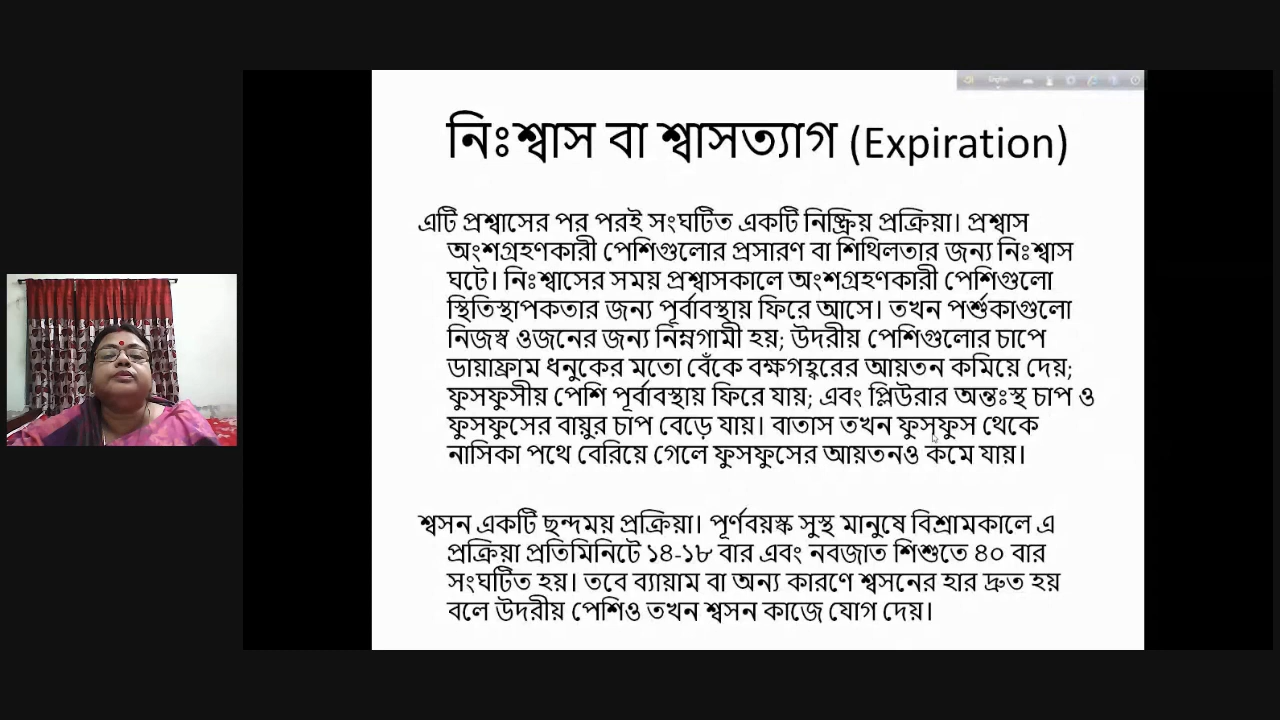 English
নিঃশ্বাস বা শ্বাসত্যাগ (Expiration)
এটি প্রশ্বাসের পর পরই সংঘটিত একটি নিষ্ক্রিয় প্রক্রিয়া। প্রশ্বাস
অংশগ্রহণকারী পেশিগুলোর প্রসারণ বা শিথিলতার জন্য নিঃশ্বাস
ঘটে। নিঃশ্বাসের সময় প্রশ্বাসকালে অংশগ্রহণকারী পেশিগুলো
স্থিতিস্থাপকতার জন্য পূর্বাবস্থায় ফিরে আসে। তখন পর্শুকাগুলো
নিজস্ব ওজনের জন্য নিম্নগামী হয়; উদরীয় পেশিগুলোর চাপে
ডায়াফ্রাম ধনুকের মতো বেঁকে বক্ষগহ্বরের আয়তন কমিয়ে দেয়;
ফুসফুসীয় পেশি পূর্বাবস্থায় ফিরে যায়; এবং প্লিউরার অন্তঃস্থ চাপ ও
ফুসফুসের বায়ুর চাপ বেড়ে যায়। বাতাস তখন ফুসফুস থেকে
নাসিকা পথে বেরিয়ে গেলে ফুসফুসের আয়তনও কমে যায়।
শ্বসন একটি ছন্দময় প্রক্রিয়া। পূর্ণবয়স্ক সুস্থ মানুষে বিশ্রামকালে এ
প্রক্রিয়া প্রতিমিনিটে ১৪-১৮ বার এবং নবজাত শিশুতে ৪০ বার
সংঘটিত হয়। তবে ব্যায়াম বা অন্য কারণে শ্বসনের হার দ্রুত হয়
বলে উদরীয় পেশিও তখন শ্বসন কাজে যোগ দেয়।